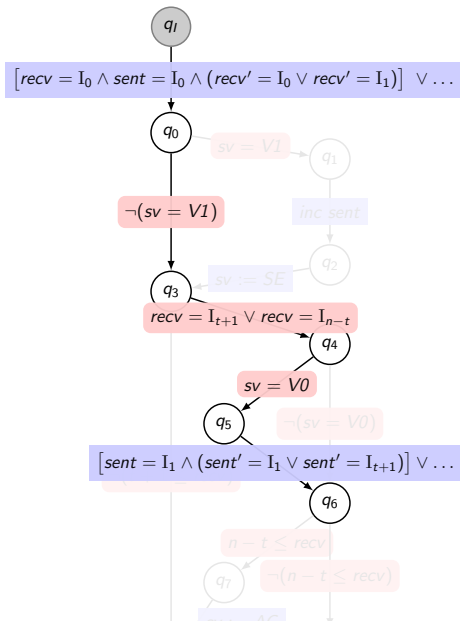 q_I
[recv = I_0 ∧ sent = I_0 ∧ (recv′ = I_0 ∨ recv′ = I_1)] ∨ …
q_0
sv = V1
q_1
¬(sv = V1)
inc sent
q_2
sv := SE
q_3
recv = I_{t+1} ∨ recv = I_{n−t}
q_4
sv = V0
q_5
¬(sv = V0)
[sent = I_1 ∧ (sent′ = I_1 ∨ sent′ = I_{t+1})] ∨ …
q_6
n − t ≤ recv
q_7
¬(n − t ≤ recv)